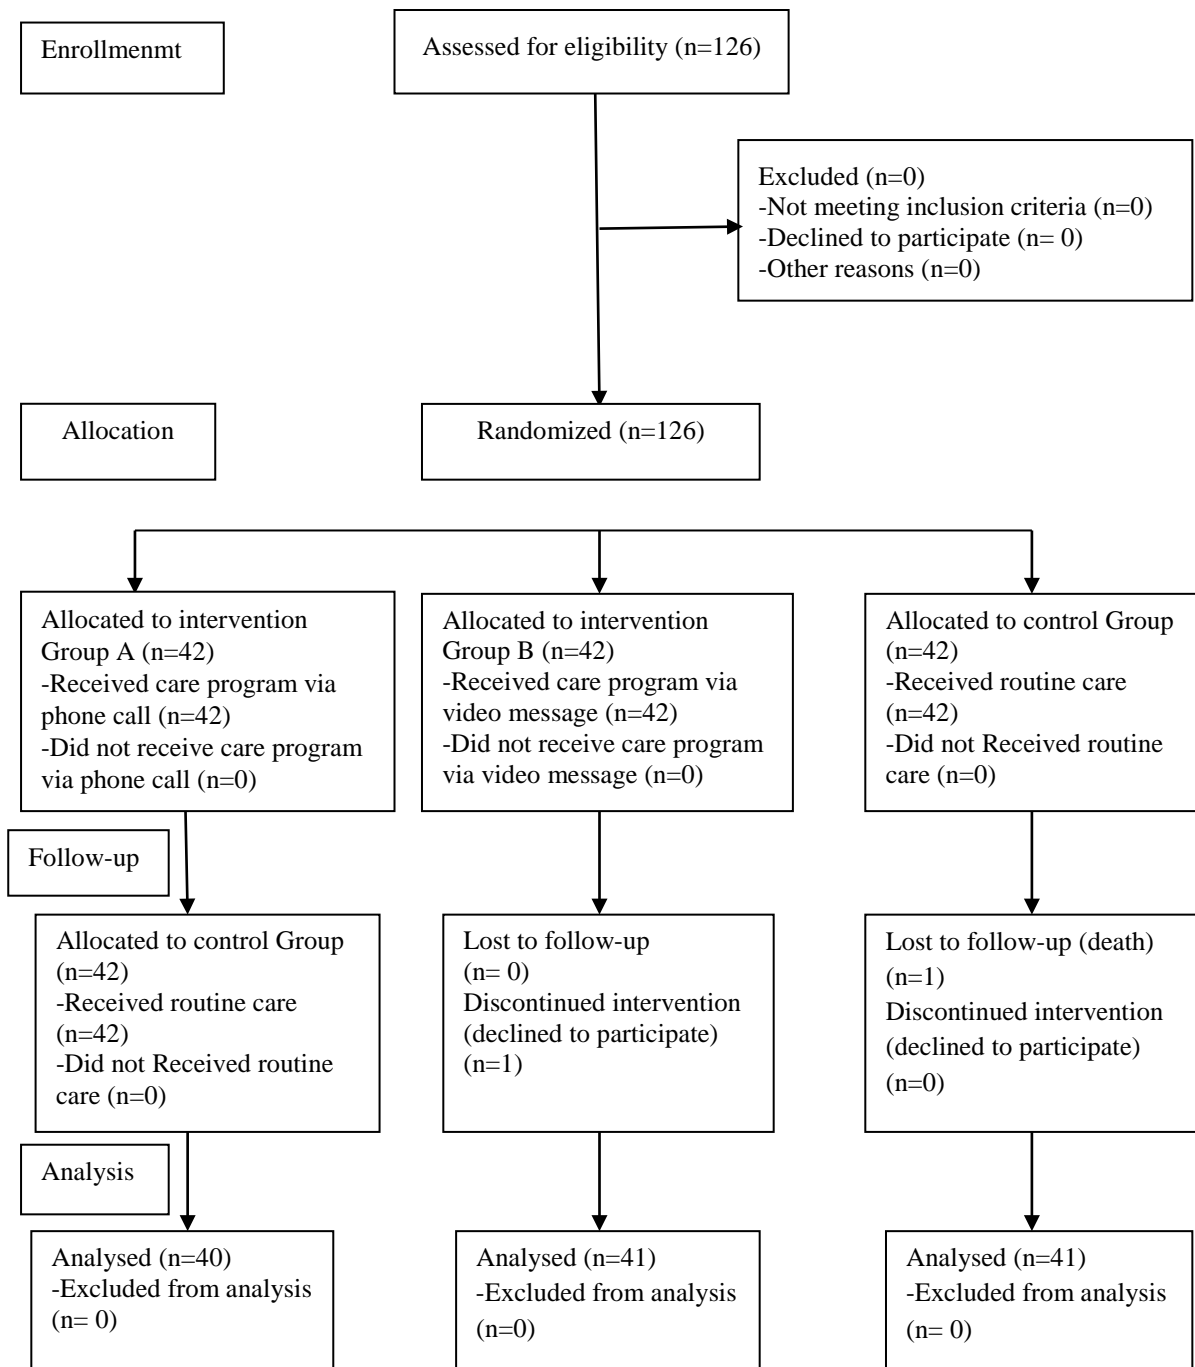 Enrollmenmt
Assessed for eligibility (n=126)
Excluded (n=0)
-Not meeting inclusion criteria (n=0)
-Declined to participate (n= 0)
-Other reasons (n=0)
Allocation
Randomized (n=126)
Allocated to intervention
Group A (n=42)
-Received care program via
phone call (n=42)
-Did not receive care program
via phone call (n=0)
Allocated to intervention
Group B (n=42)
-Received care program via
video message (n=42)
-Did not receive care program
via video message (n=0)
Allocated to control Group
(n=42)
-Received routine care
(n=42)
-Did not Received routine
care (n=0)
Follow-up
Allocated to control Group
(n=42)
-Received routine care
(n=42)
-Did not Received routine
care (n=0)
Lost to follow-up
(n= 0)
Discontinued intervention
(declined to participate)
(n=1)
Lost to follow-up (death)
(n=1)
Discontinued intervention
(declined to participate)
(n=0)
Analysis
Analysed (n=40)
-Excluded from analysis
(n= 0)
Analysed (n=41)
-Excluded from analysis
(n=0)
Analysed (n=41)
-Excluded from analysis
(n= 0)